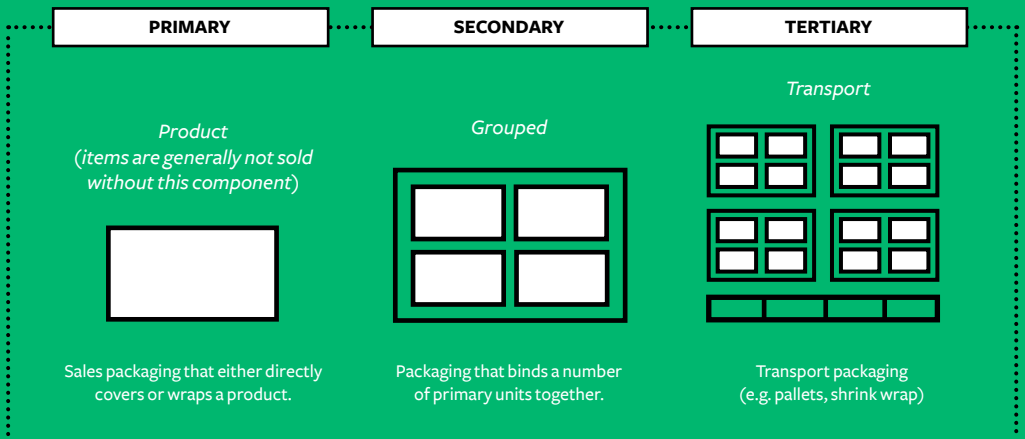 PRIMARY
Product
(items are generally not sold
without this component)
Sales packaging that either directly
covers or wraps a product.
SECONDARY
Grouped
Packaging that binds a number
of primary units together.
TERTIARY
Transport
Transport packaging
(e.g. pallets, shrink wrap)